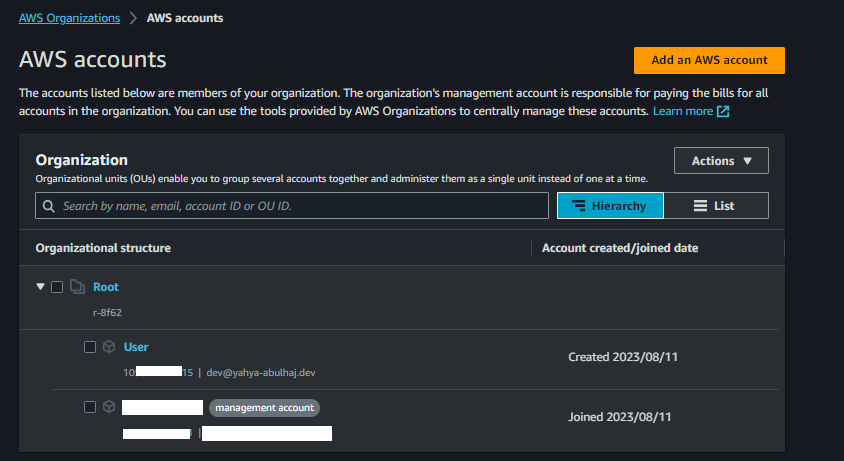 AWS Organizations > AWS accounts
AWS accounts
Add an AWS account
The accounts listed below are members of your organization. The organization's management account is responsible for paying the bills for all
accounts in the organization. You can use the tools provided by AWS Organizations to centrally manage these accounts. Learn more
Organization
Actions
Organizational units (OUs) enable you to group several accounts together and administer them as a single unit instead of one at a time.
Search by name, email, account ID or OU ID.
Hierarchy
List
Organizational structure
Account created/joined date
Root
r-8f62
User
Created 2023/08/11
10 15 | dev@yahya-abulhaj.dev
management account
Joined 2023/08/11
|